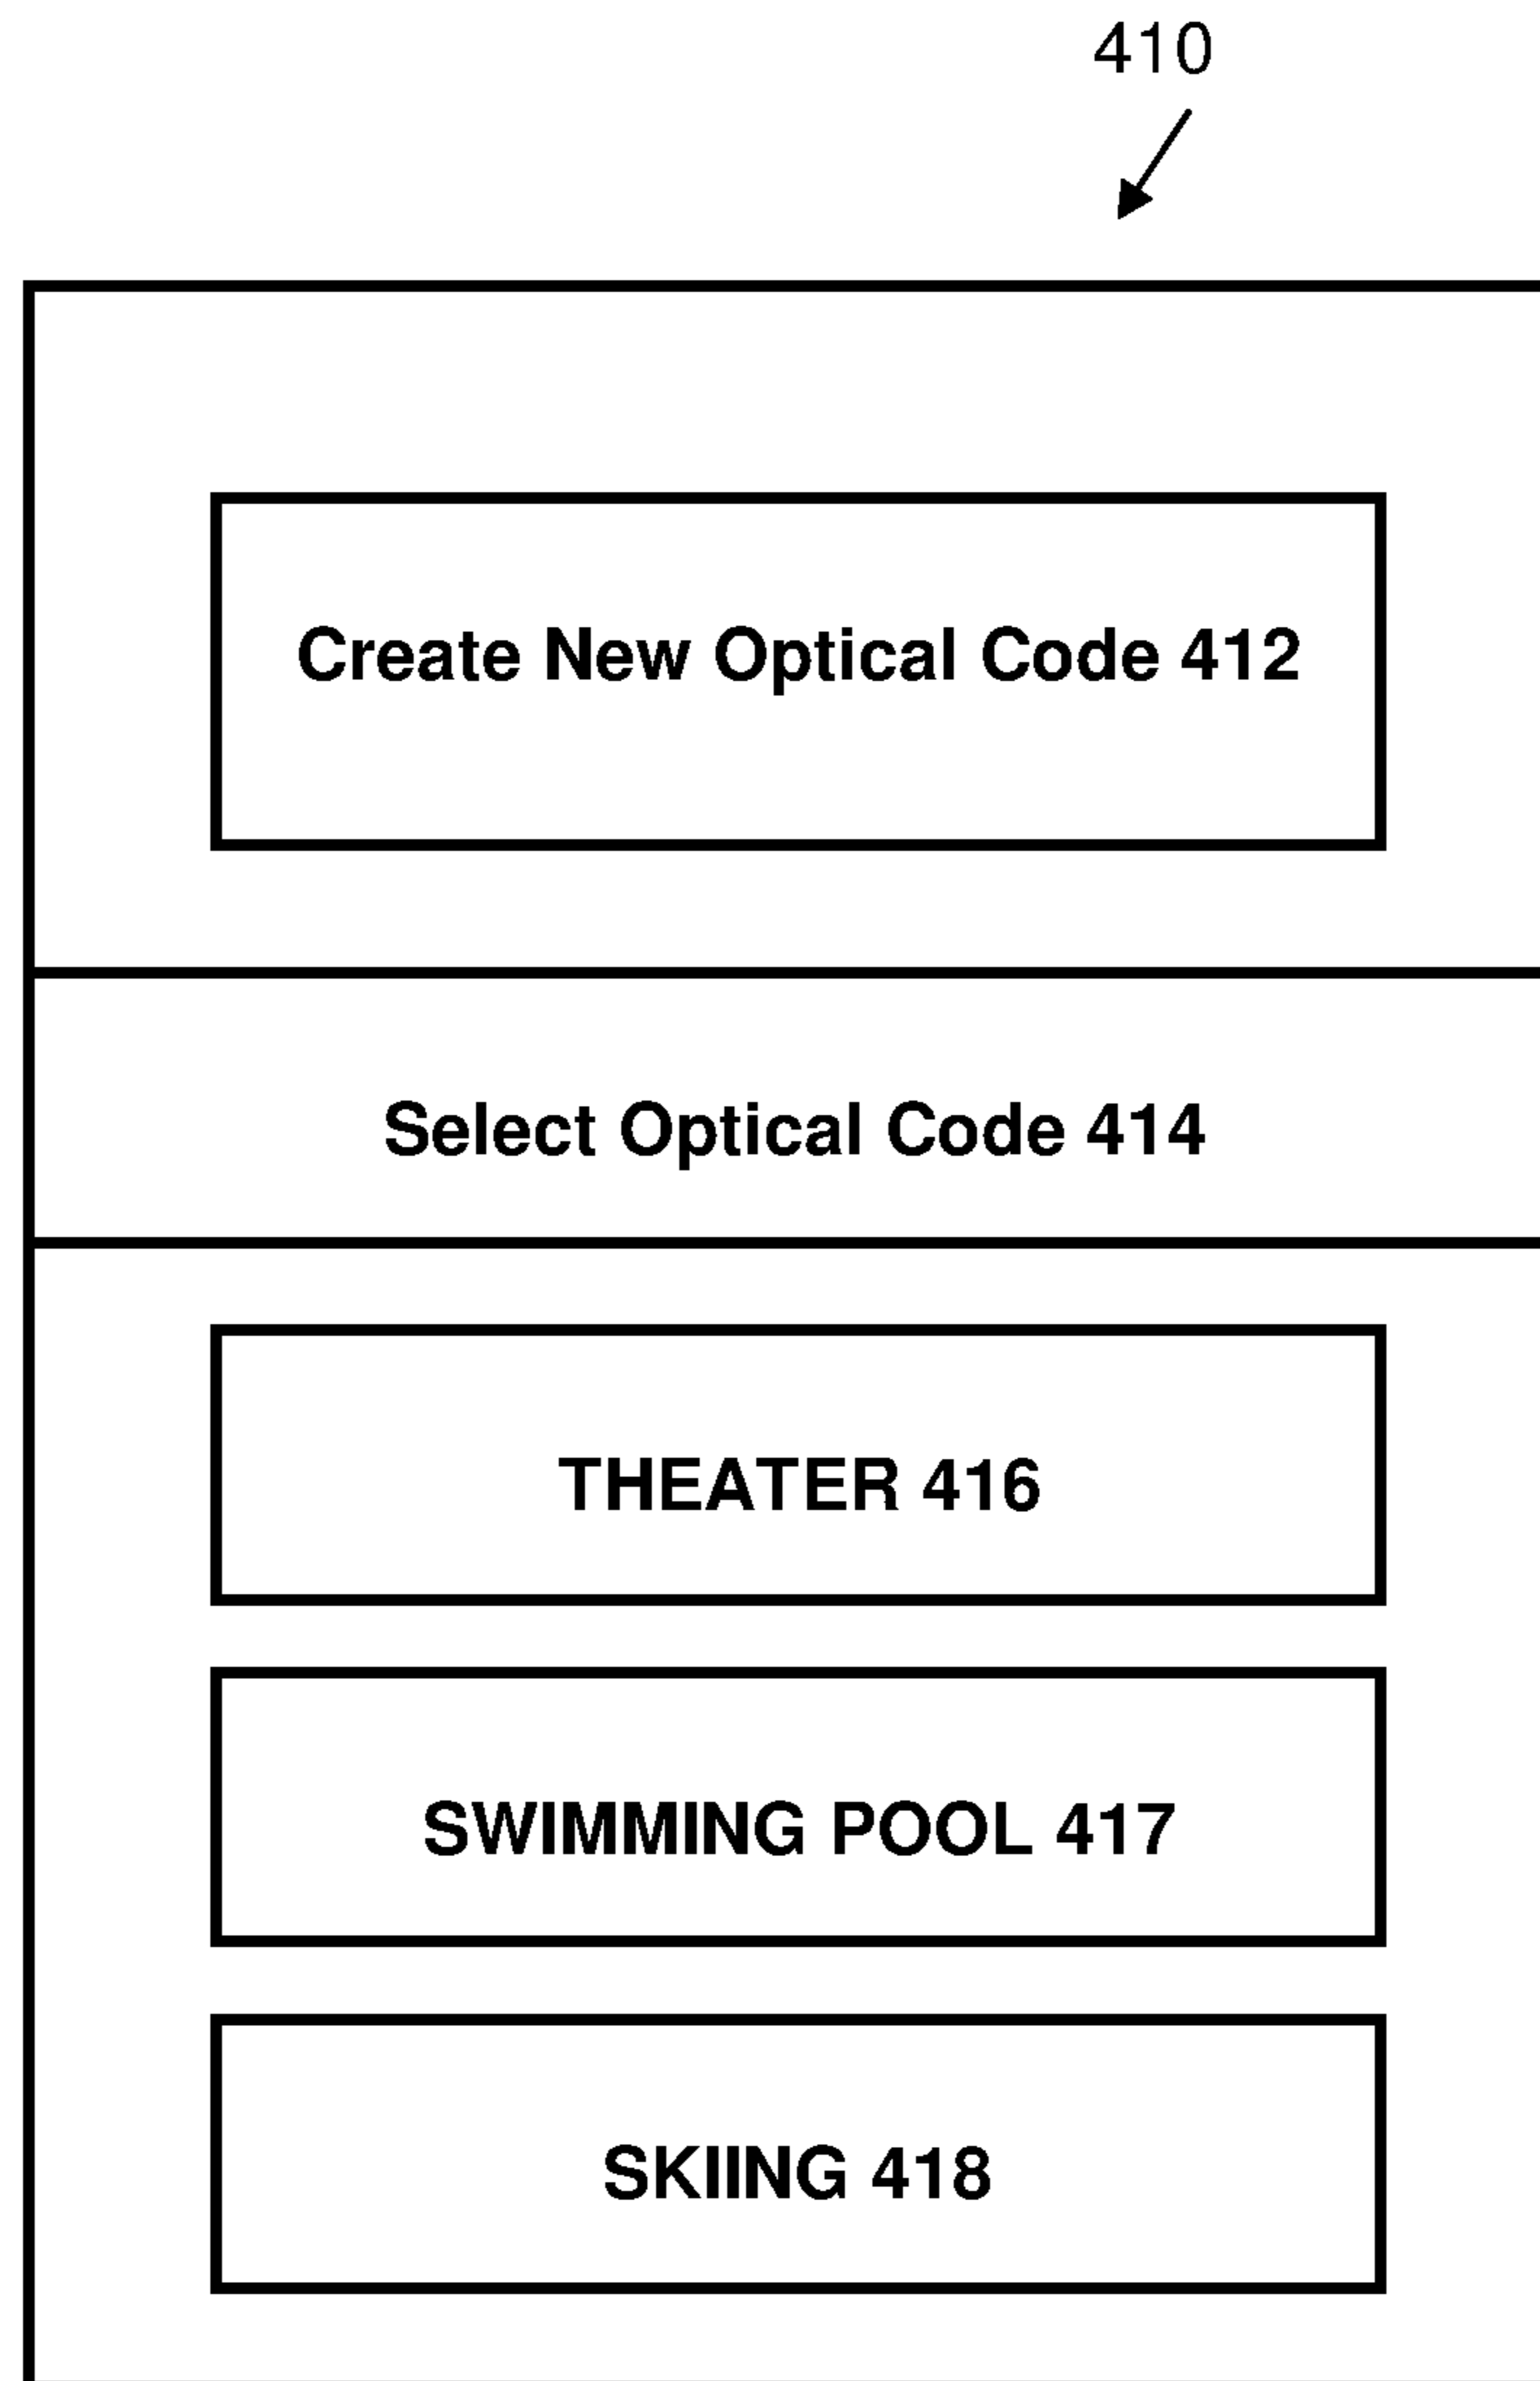 410
Create New Optical Code 412
Select Optical Code 414
THEATER 416
SWIMMING POOL 417
SKIING 418